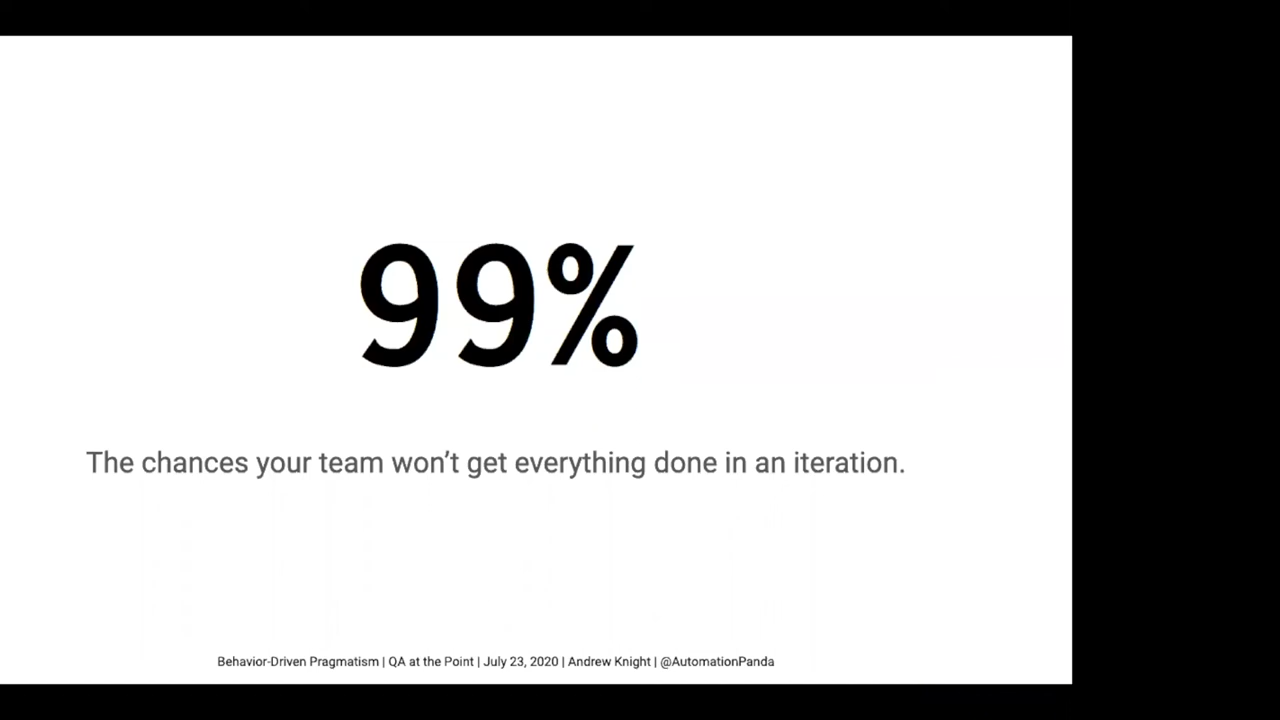 99%
The chances your team won’t get everything done in an iteration.
Behavior-Driven Pragmatism | QA at the Point | July 23, 2020 | Andrew Knight | @AutomationPanda